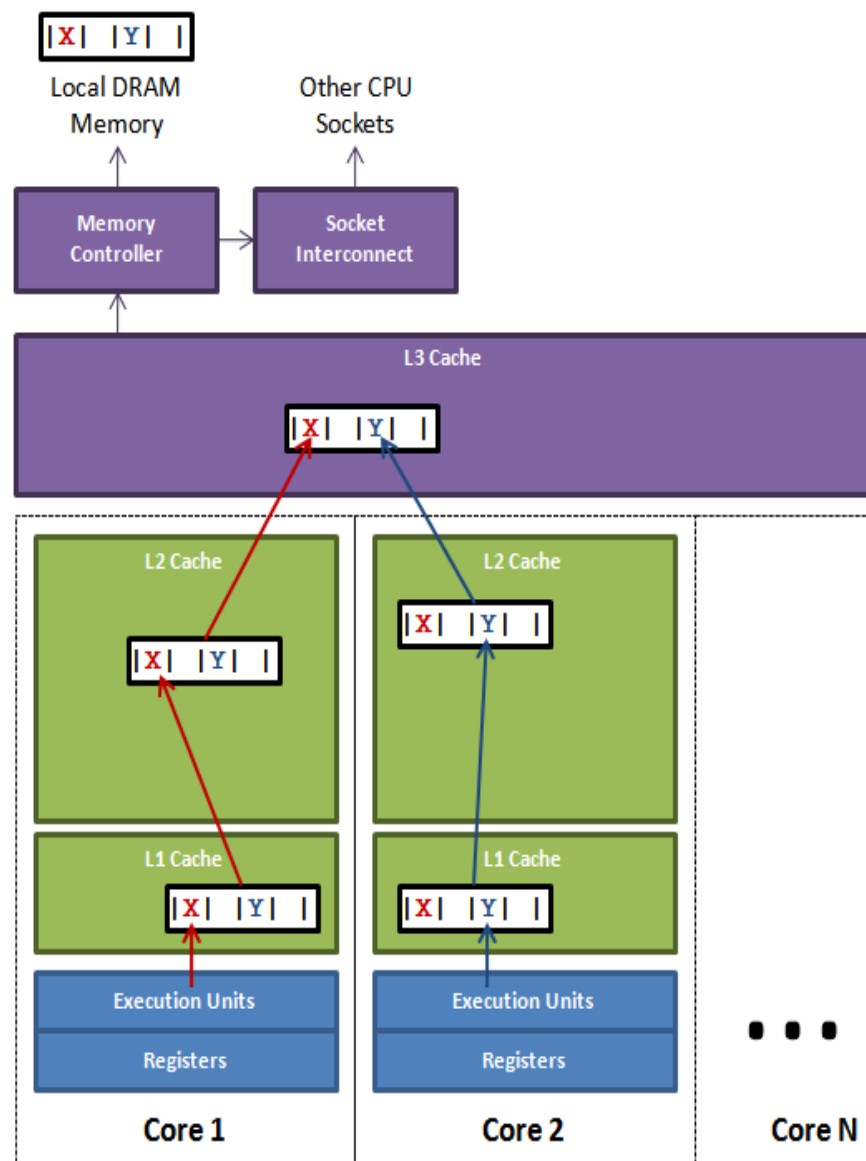 |X| |Y| |
Local DRAM
Memory
Other CPU
Sockets
Memory
Controller
Socket
Interconnect
L3 Cache
|X| |Y| |
L2 Cache
|X| |Y| |
L1 Cache
|X| |Y| |
Execution Units
Registers
Core 1
L2 Cache
|X| |Y| |
L1 Cache
|X| |Y| |
Execution Units
Registers
Core 2
...
Core N